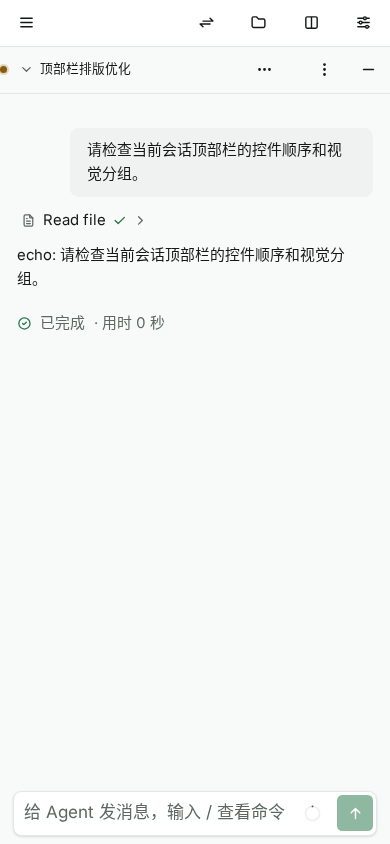 顶部栏排版优化
请检查当前会话顶部栏的控件顺序和视
觉分组。
Read file
echo: 请检查当前会话顶部栏的控件顺序和视觉分
组。
已完成 · 用时 0 秒
给 Agent 发消息，输入 / 查看命令